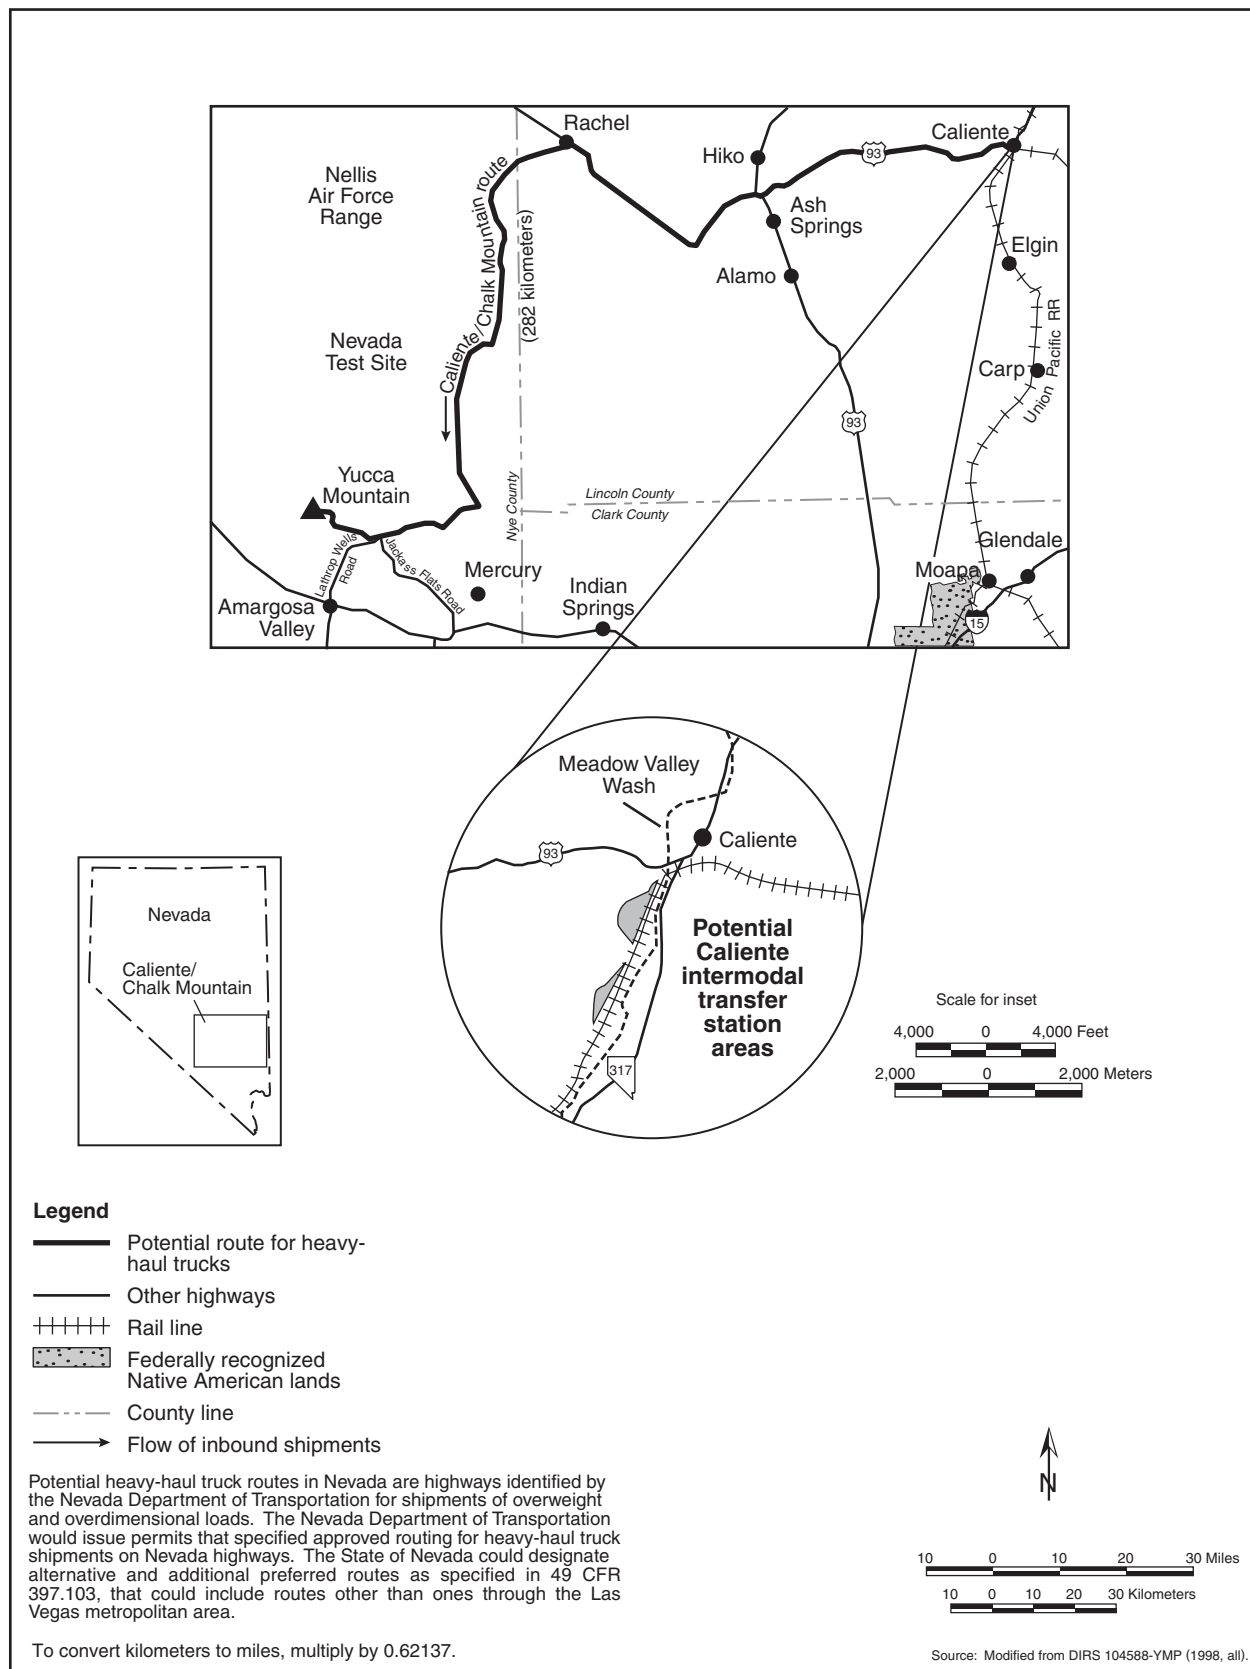 Rachel
Caliente
Hiko
93
Nellis
Air Force
Range
Caliente/Chalk Mountain route
(282 kilometers)
Ash
Springs
Elgin
Alamo
Nevada
Test Site
Union Pacific RR
Carp
93
Yucca
Mountain
Nye County
Lincoln County
Clark County
Glendale
Lathrop Wells
Road
Jackass Flats Road
Mercury
Moapa
Amargosa
Valley
Indian
Springs
15
Meadow Valley
Wash
Caliente
93
Potential
Caliente
intermodal
transfer
station
areas
317
Nevada
Caliente/
Chalk Mountain
Scale for inset
4,000 0 4,000 Feet
2,000 0 2,000 Meters
Legend
Potential route for heavy-
haul trucks
Other highways
Rail line
Federally recognized
Native American lands
County line
Flow of inbound shipments
Potential heavy-haul truck routes in Nevada are highways identified by
the Nevada Department of Transportation for shipments of overweight
and overdimensional loads. The Nevada Department of Transportation
would issue permits that specified approved routing for heavy-haul truck
shipments on Nevada highways. The State of Nevada could designate
alternative and additional preferred routes as specified in 49 CFR
397.103, that could include routes other than ones through the Las
Vegas metropolitan area.
To convert kilometers to miles, multiply by 0.62137.
N
10 0 10 20 30 Miles
10 0 10 20 30 Kilometers
Source: Modified from DIRS 104588-YMP (1998, all).